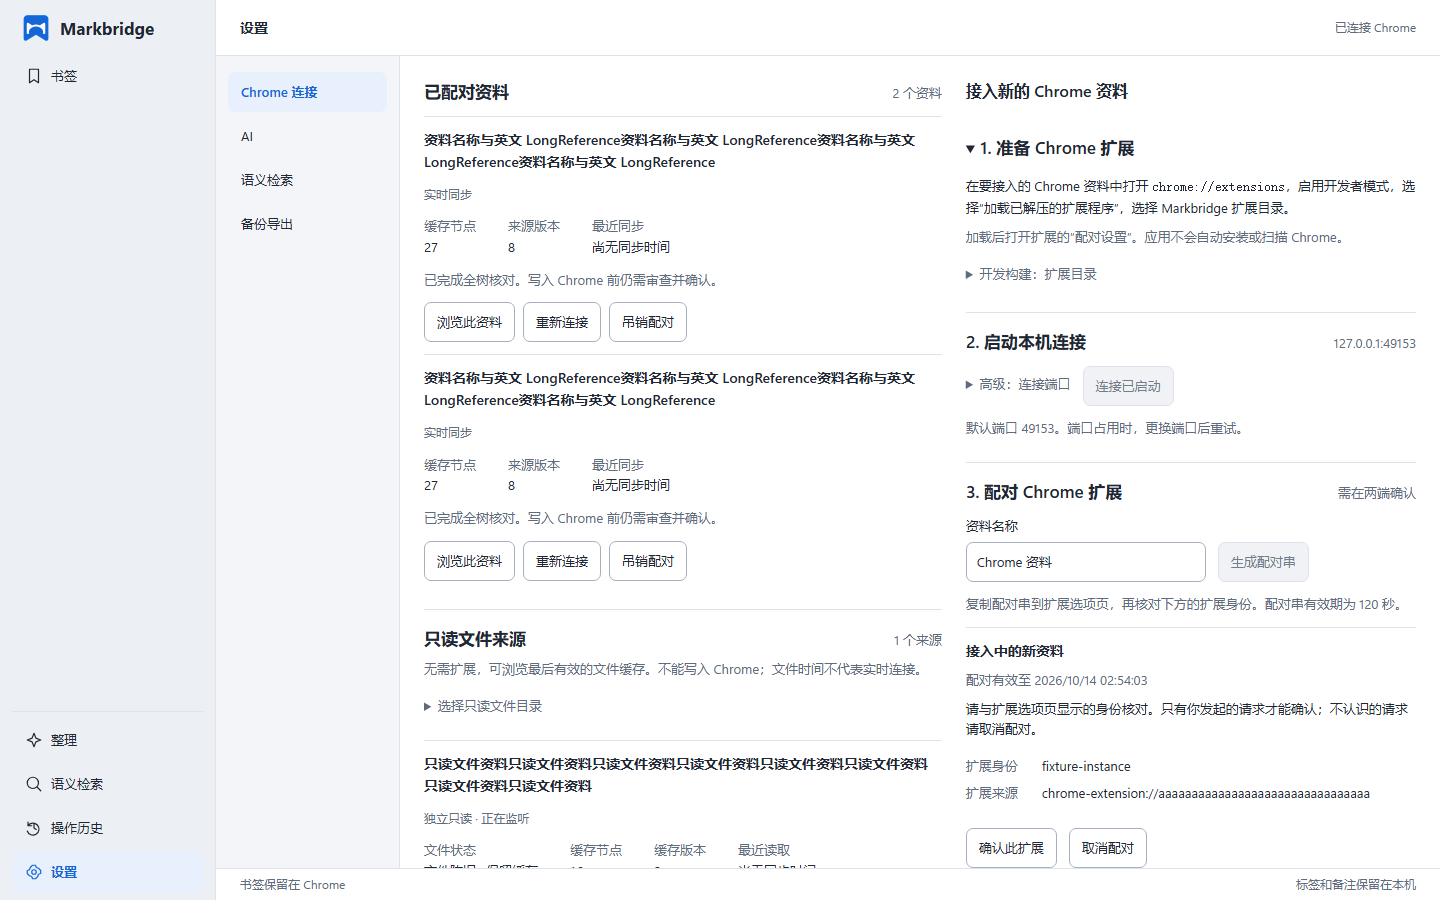 Markbridge
书签
整理
语义检索
操作历史
设置
设置
已连接 Chrome
Chrome 连接
AI
语义检索
备份导出
已配对资料
2 个资料
资料名称与英文 LongReference资料名称与英文 LongReference资料名称与英文
LongReference资料名称与英文 LongReference
实时同步
缓存节点 来源版本 最近同步
27 8 尚无同步时间
已完成全树核对。写入 Chrome 前仍需审查并确认。
浏览此资料 重新连接 吊销配对
资料名称与英文 LongReference资料名称与英文 LongReference资料名称与英文
LongReference资料名称与英文 LongReference
实时同步
缓存节点 来源版本 最近同步
27 8 尚无同步时间
已完成全树核对。写入 Chrome 前仍需审查并确认。
浏览此资料 重新连接 吊销配对
只读文件来源
1 个来源
无需扩展，可浏览最后有效的文件缓存。不能写入 Chrome；文件时间不代表实时连接。
选择只读文件目录
只读文件资料只读文件资料只读文件资料只读文件资料只读文件资料只读文件资料
只读文件资料只读文件资料
独立只读 · 正在监听
文件状态 缓存节点 缓存版本 最近读取
接入新的 Chrome 资料
1. 准备 Chrome 扩展
在要接入的 Chrome 资料中打开 chrome://extensions，启用开发者模式，选
择“加载已解压的扩展程序”，选择 Markbridge 扩展目录。
加载后打开扩展的“配对设置”。应用不会自动安装或扫描 Chrome。
开发构建：扩展目录
2. 启动本机连接
127.0.0.1:49153
高级：连接端口
连接已启动
默认端口 49153。端口占用时，更换端口后重试。
3. 配对 Chrome 扩展
需在两端确认
资料名称
Chrome 资料
生成配对串
复制配对串到扩展选项页，再核对下方的扩展身份。配对串有效期为 120 秒。
接入中的新资料
配对有效至 2026/10/14 02:54:03
请与扩展选项页显示的身份核对。只有你发起的请求才能确认；不认识的请求
请取消配对。
扩展身份 fixture-instance
扩展来源 chrome-extension://aaaaaaaaaaaaaaaaaaaaaaaaaaaaaaaa
确认此扩展 取消配对
书签保留在 Chrome
标签和备注保留在本机